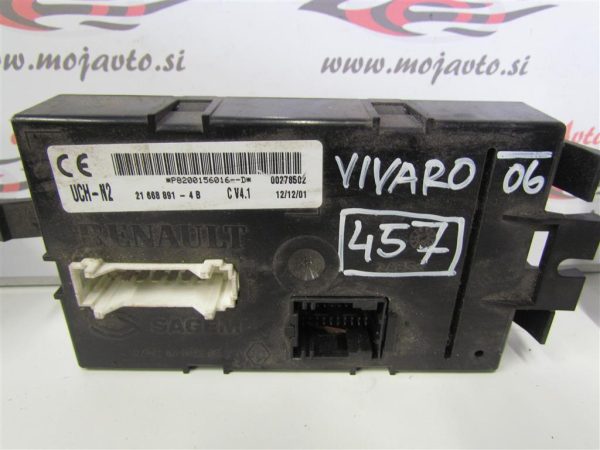 www.mojavto.si
www.mojavto.si
CE
*P8200156016--D* 00278502
UCH-N2 21 668 891 - 4 B C V4.1 12/12/01
VIVARO 06
457
RENAULT
SAGEM